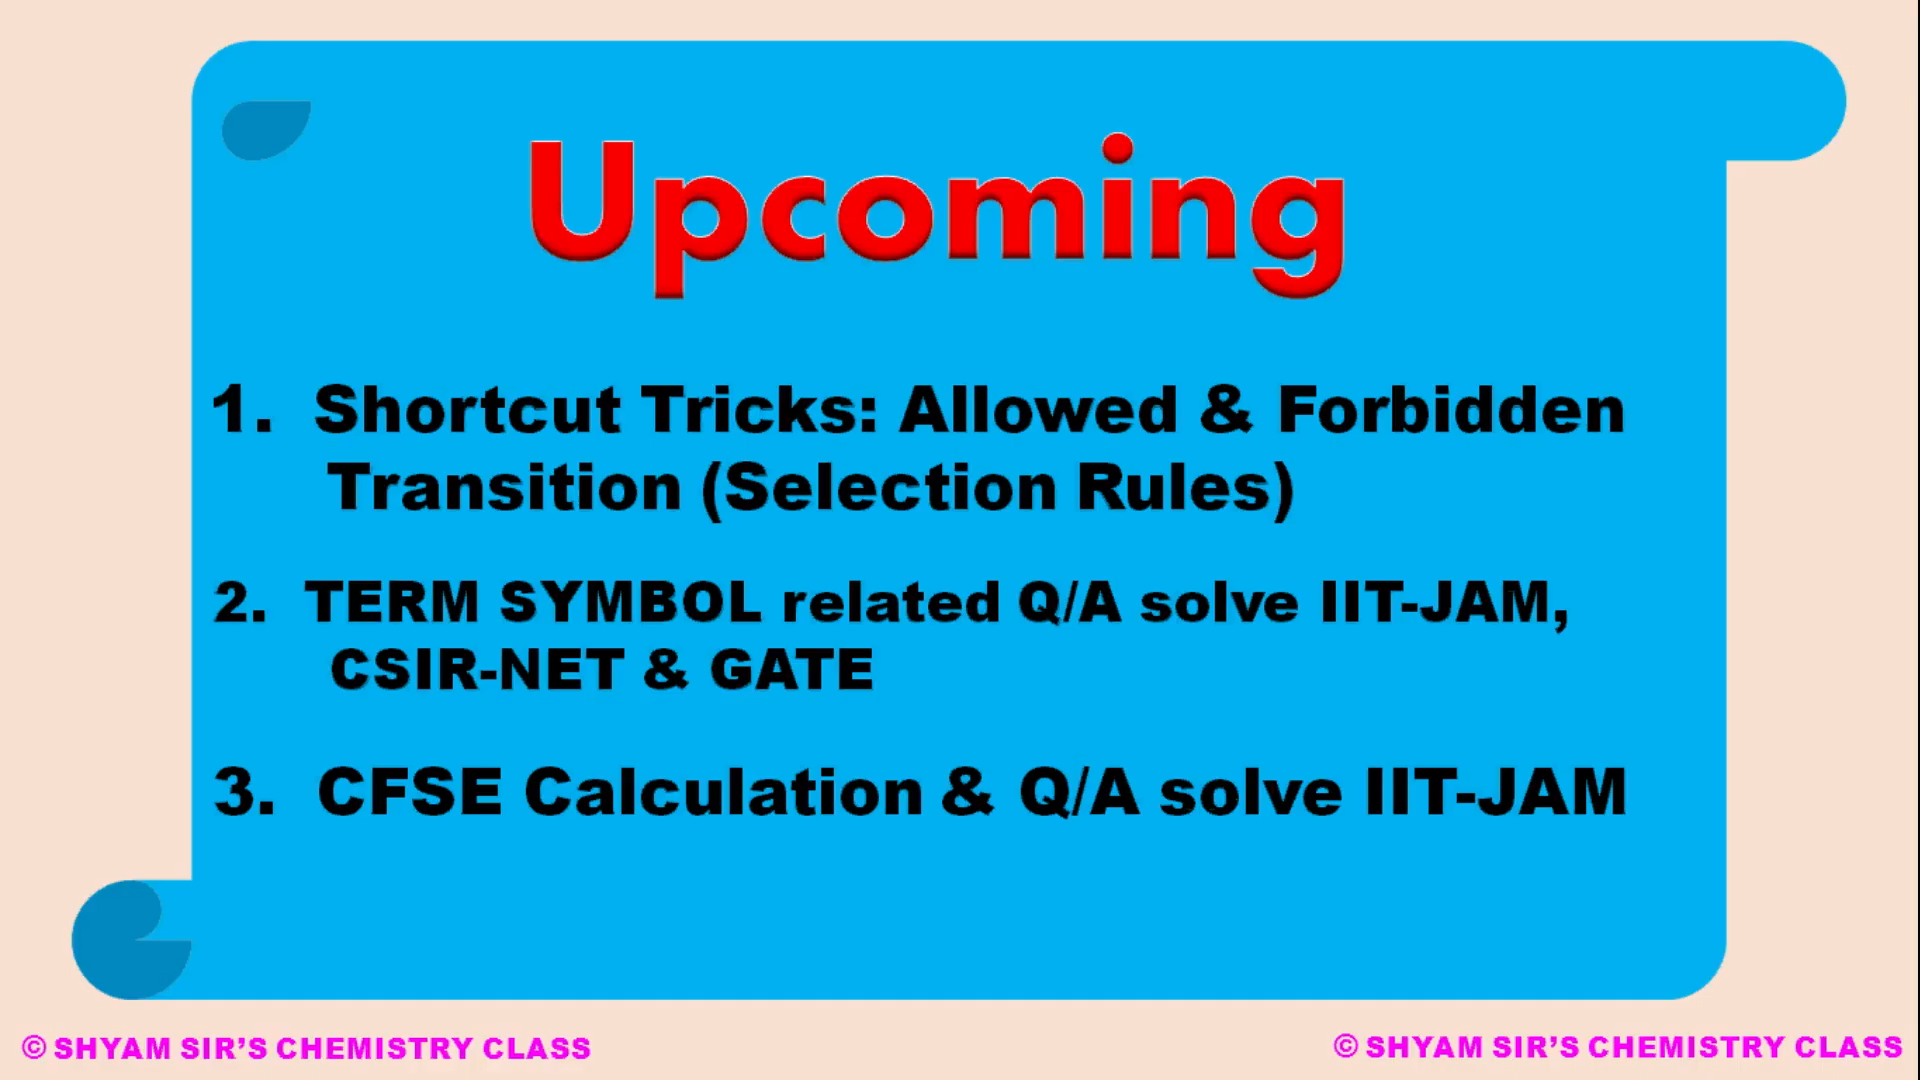 Upcoming
1. Shortcut Tricks: Allowed & Forbidden
Transition (Selection Rules)
2. TERM SYMBOL related Q/A solve IIT-JAM,
CSIR-NET & GATE
3. CFSE Calculation & Q/A solve IIT-JAM
© SHYAM SIR’S CHEMISTRY CLASS
© SHYAM SIR’S CHEMISTRY CLASS